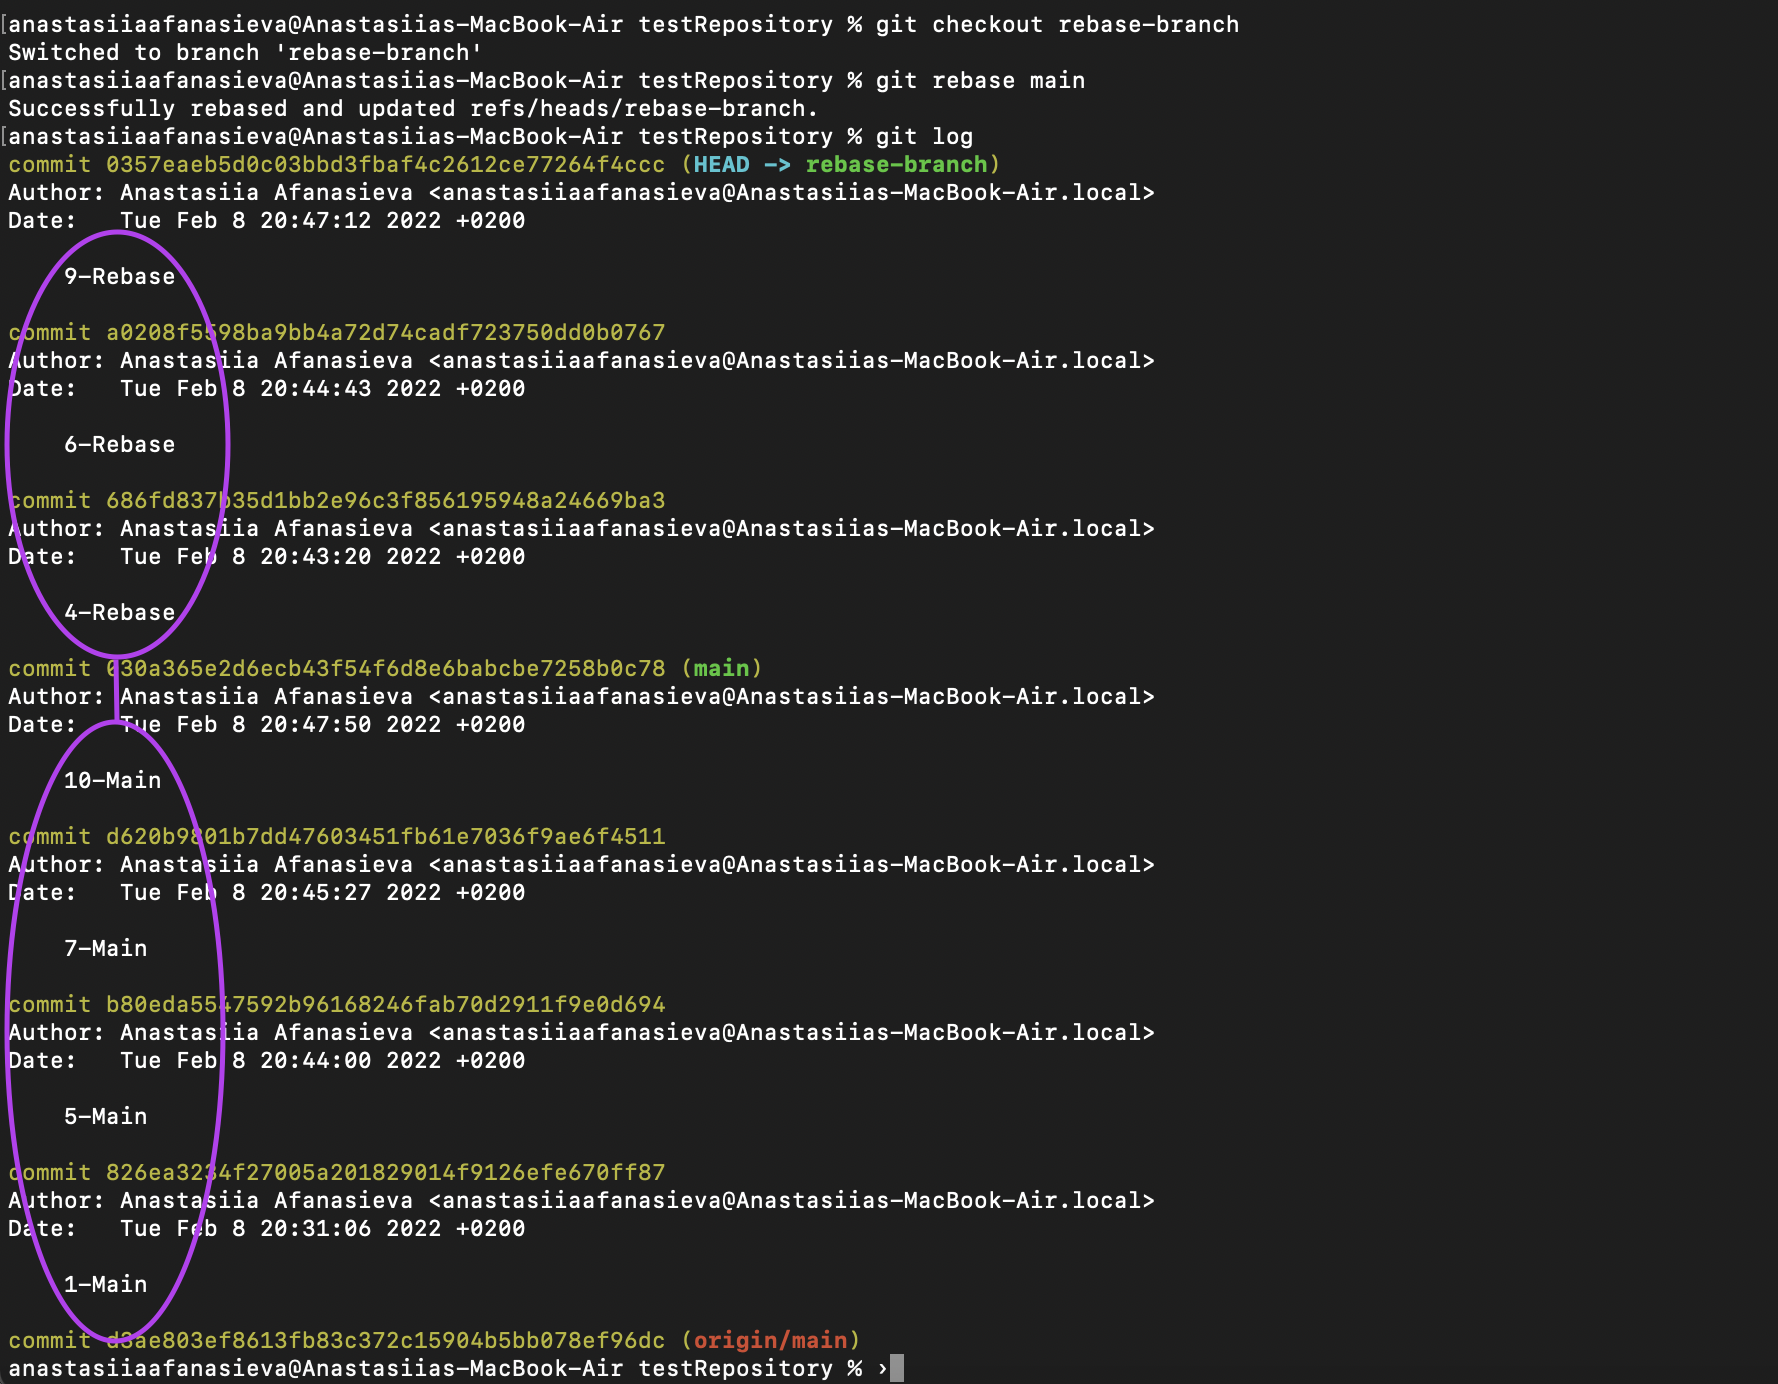 [anastasiiaafanasieva@Anastasiias-MacBook-Air testRepository % git checkout rebase-branch
Switched to branch 'rebase-branch'
[anastasiiaafanasieva@Anastasiias-MacBook-Air testRepository % git rebase main
Successfully rebased and updated refs/heads/rebase-branch.
[anastasiiaafanasieva@Anastasiias-MacBook-Air testRepository % git log
commit 0357eaeb5d0c03bbd3fbaf4c2612ce77264f4ccc (HEAD -> rebase-branch)
Author: Anastasiia Afanasieva <anastasiiaafanasieva@Anastasiias-MacBook-Air.local>
Date:   Tue Feb 8 20:47:12 2022 +0200
9-Rebase
commit a0208f5598ba9bb4a72d74cadf723750dd0b0767
Author: Anastasiia Afanasieva <anastasiiaafanasieva@Anastasiias-MacBook-Air.local>
Date:   Tue Feb 8 20:44:43 2022 +0200
6-Rebase
commit 686fd837b35d1bb2e96c3f856195948a24669ba3
Author: Anastasiia Afanasieva <anastasiiaafanasieva@Anastasiias-MacBook-Air.local>
Date:   Tue Feb 8 20:43:20 2022 +0200
4-Rebase
commit 030a365e2d6ecb43f54f6d8e6babcbe7258b0c78 (main)
Author: Anastasiia Afanasieva <anastasiiaafanasieva@Anastasiias-MacBook-Air.local>
Date:   Tue Feb 8 20:47:50 2022 +0200
10-Main
commit d620b9801b7dd47603451fb61e7036f9ae6f4511
Author: Anastasiia Afanasieva <anastasiiaafanasieva@Anastasiias-MacBook-Air.local>
Date:   Tue Feb 8 20:45:27 2022 +0200
7-Main
commit b80eda5547592b96168246fab70d2911f9e0d694
Author: Anastasiia Afanasieva <anastasiiaafanasieva@Anastasiias-MacBook-Air.local>
Date:   Tue Feb 8 20:44:00 2022 +0200
5-Main
commit 826ea3234f27005a201829014f9126efe670ff87
Author: Anastasiia Afanasieva <anastasiiaafanasieva@Anastasiias-MacBook-Air.local>
Date:   Tue Feb 8 20:31:06 2022 +0200
1-Main
commit d3ae803ef8613fb83c372c15904b5bb078ef96dc (origin/main)
anastasiiaafanasieva@Anastasiias-MacBook-Air testRepository % ›